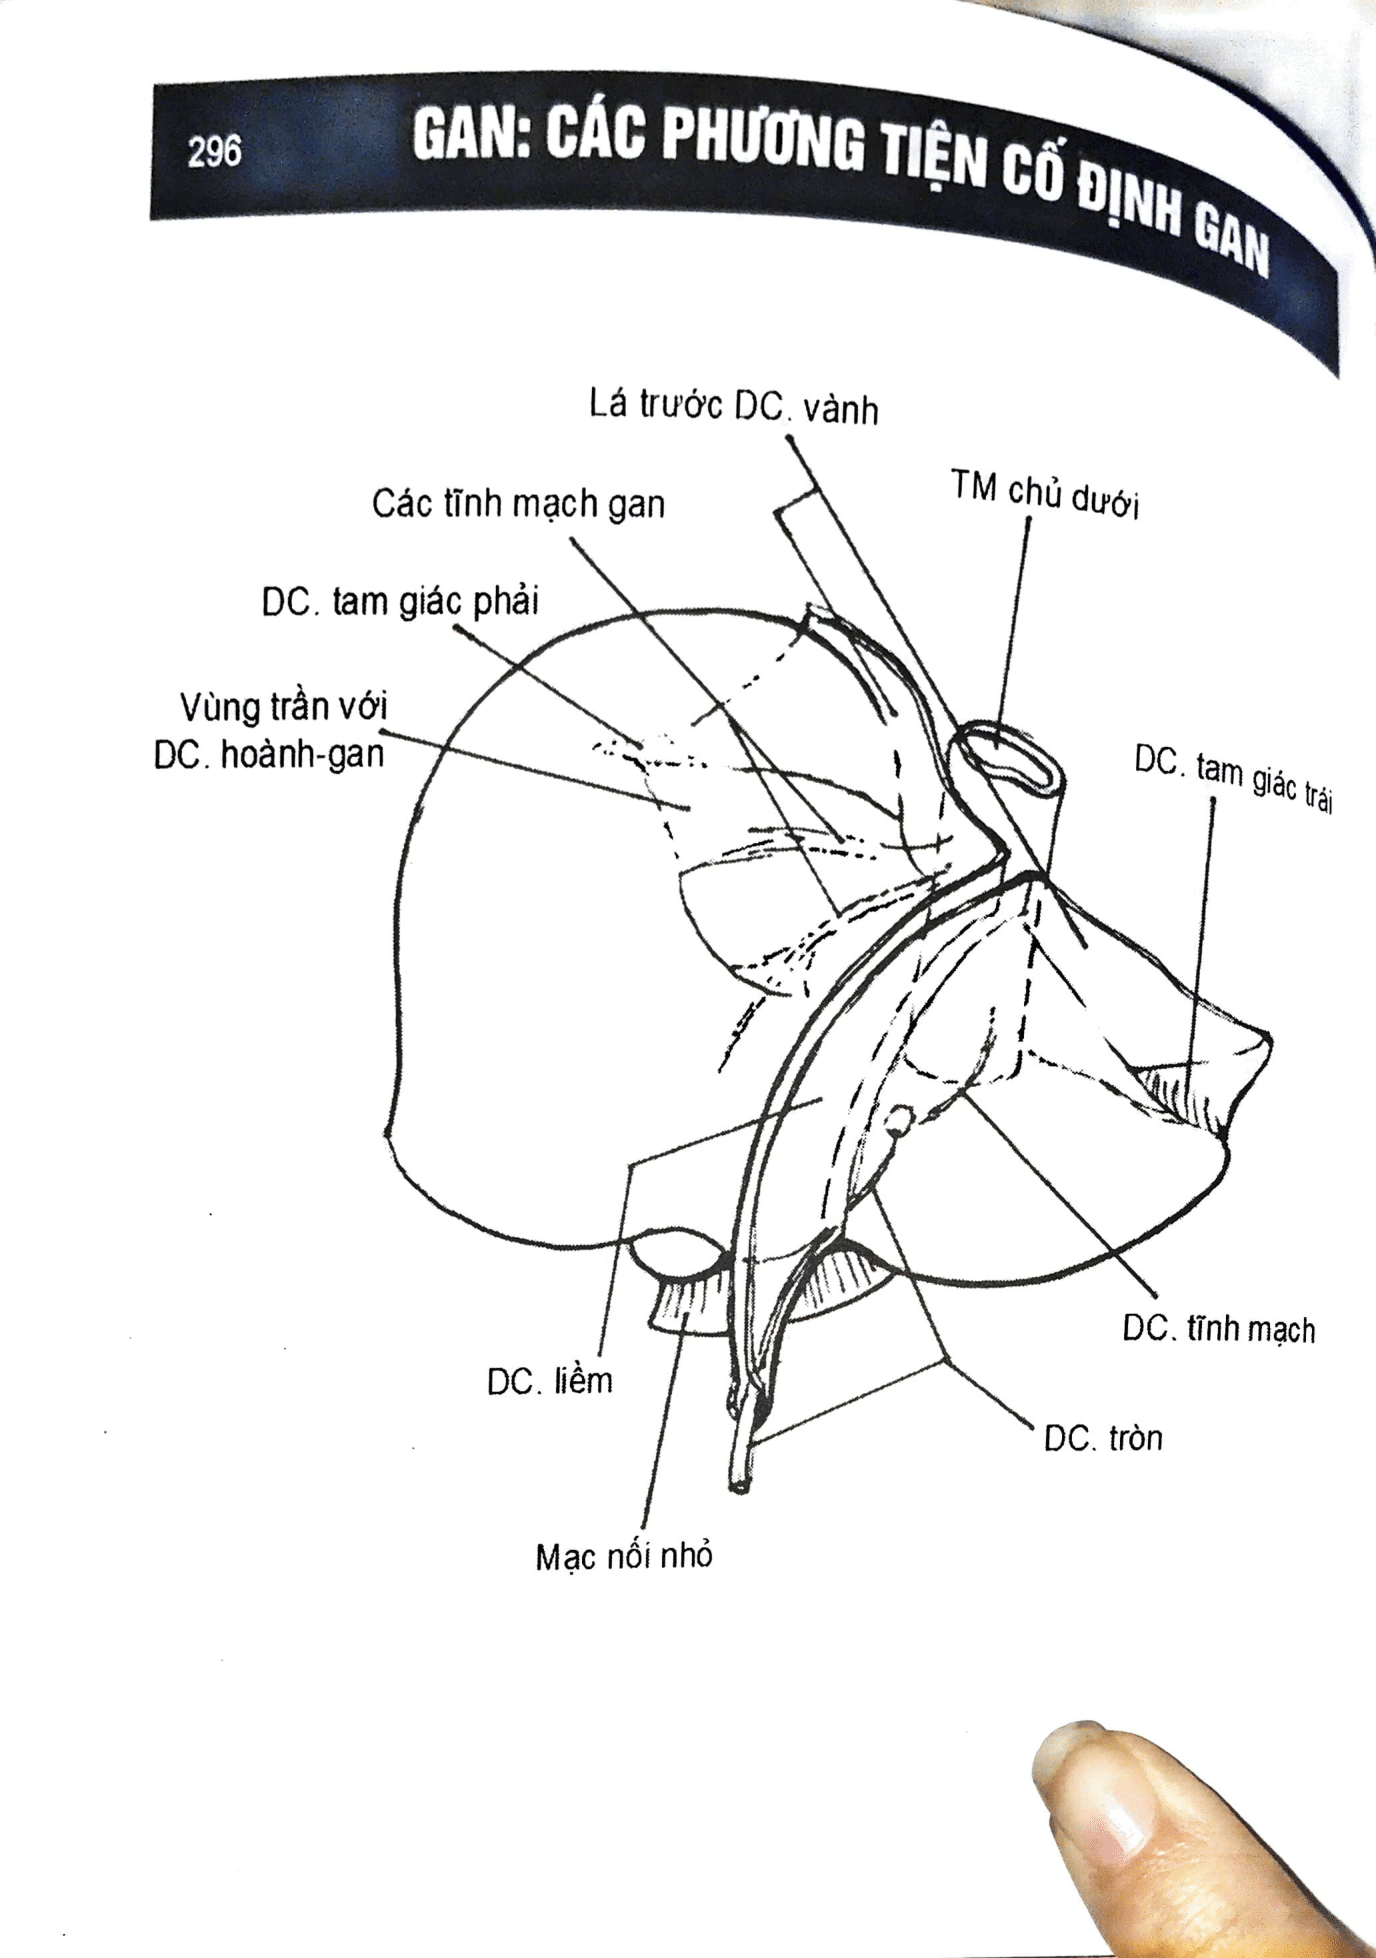 296
GAN: CÁC PHƯƠNG TIỆN CỐ ĐỊNH GAN
Lá trước DC. vành
TM chủ dưới
Các tĩnh mạch gan
DC. tam giác phải
Vùng trần với
DC. hoành-gan
DC. tam giác trái
DC. tĩnh mạch
DC. liềm
DC. tròn
Mạc nối nhỏ